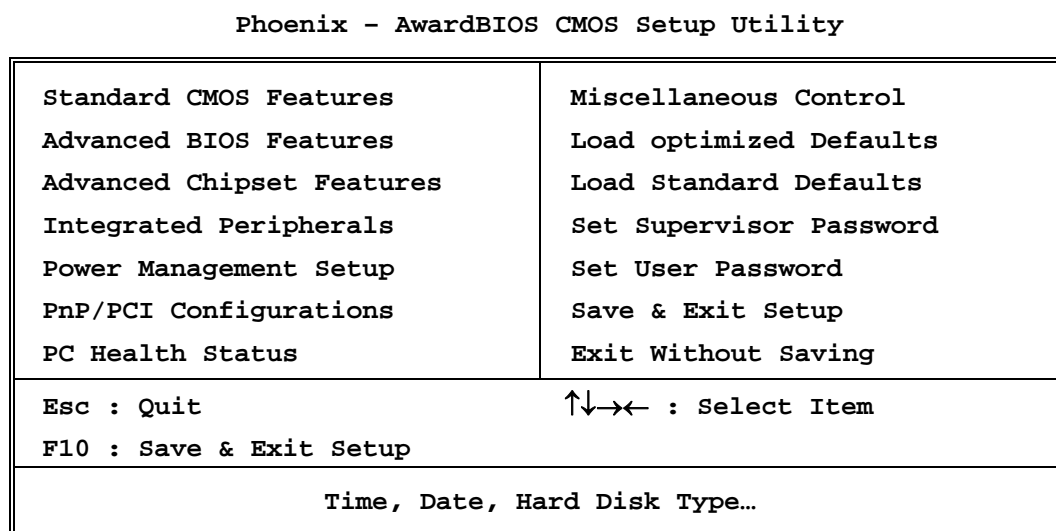 Phoenix – AwardBIOS CMOS Setup Utility
Standard CMOS Features
Advanced BIOS Features
Advanced Chipset Features
Integrated Peripherals
Power Management Setup
PnP/PCI Configurations
PC Health Status
Miscellaneous Control
Load optimized Defaults
Load Standard Defaults
Set Supervisor Password
Set User Password
Save & Exit Setup
Exit Without Saving
Esc : Quit
F10 : Save & Exit Setup
↑↓→← : Select Item
Time, Date, Hard Disk Type…